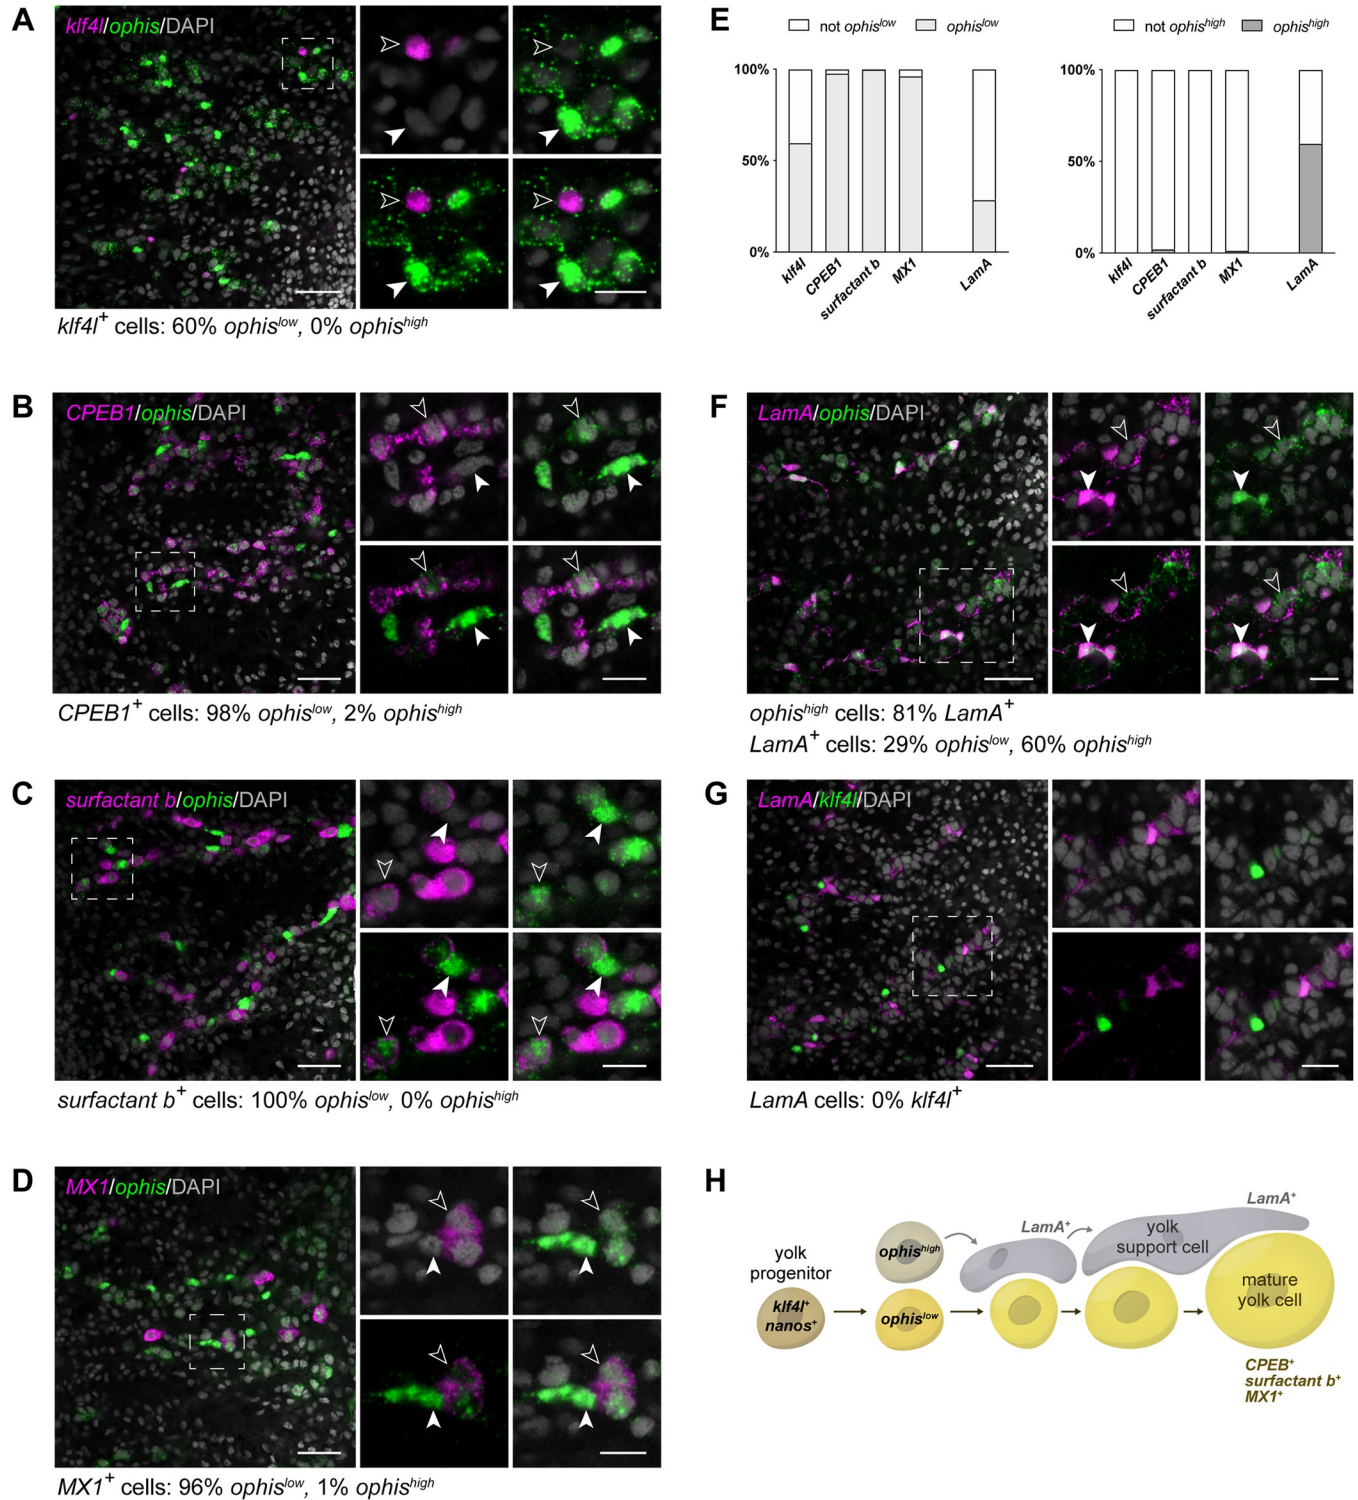 A
klf4l/ophis/DAPI
klf4l+ cells: 60% ophislow, 0% ophishigh
B
CPEB1/ophis/DAPI
CPEB1+ cells: 98% ophislow, 2% ophishigh
C
surfactant b/ophis/DAPI
surfactant b+ cells: 100% ophislow, 0% ophishigh
D
MX1/ophis/DAPI
MX1+ cells: 96% ophislow, 1% ophishigh
E
not ophislow ophislow
100%
50%
0%
klf4l CPEB1 surfactant b MX1 LamA
not ophishigh ophishigh
100%
50%
0%
klf4l CPEB1 surfactant b MX1 LamA
F
LamA/ophis/DAPI
ophishigh cells: 81% LamA+
LamA+ cells: 29% ophislow, 60% ophishigh
G
LamA/klf4l/DAPI
LamA cells: 0% klf4l+
H
yolk
progenitor
klf4l+
nanos+
ophishigh
ophislow
LamA+
LamA+
yolk
support cell
mature
yolk cell
CPEB+
surfactant b+
MX1+